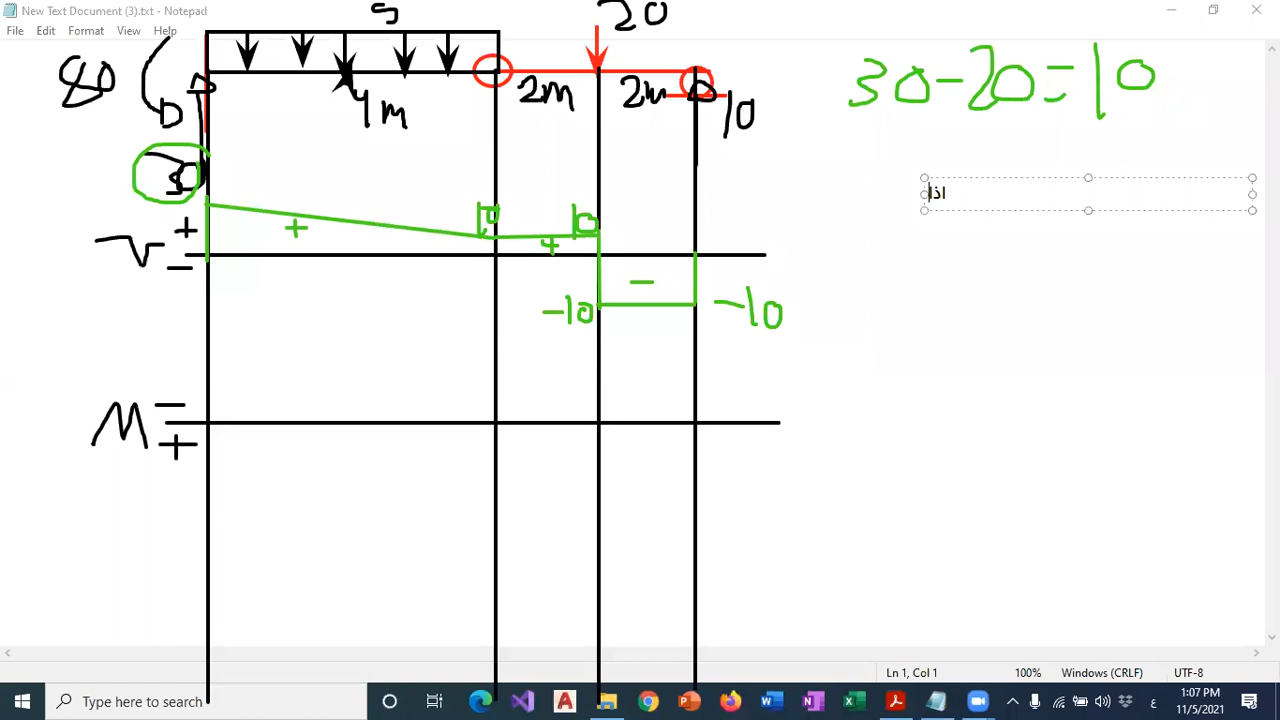 New Text Document (3).txt - Notepad
File Edit Format View Help
5
20
80
4m
2m
2m
10
30
30-20=10
اذا
10
10
+
+
+
V
-
-
-10
-10
M
-
+
Ln 1, Col 1
100%
Windows (CRLF)
UTF-8
Type here to search
ع
1:07 PM
11/5/2021